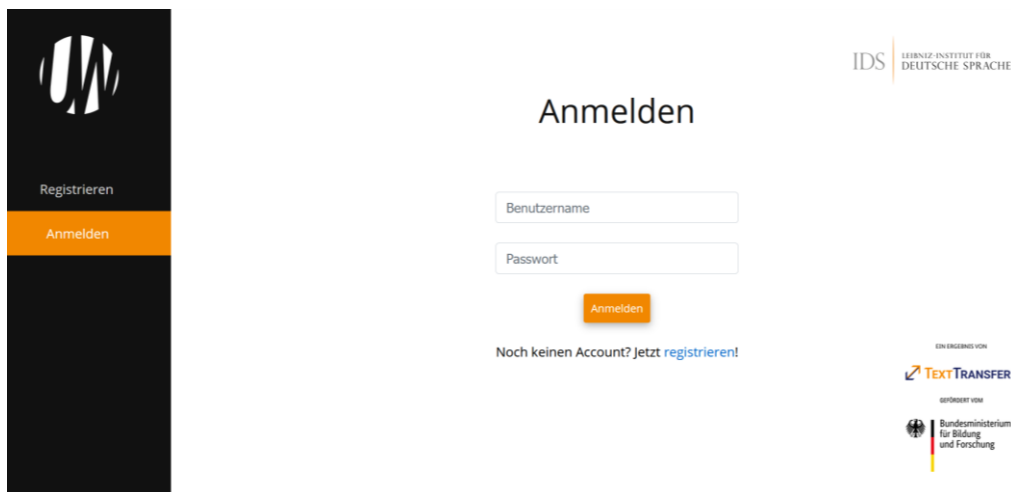 IDS
LEIBNIZ-INSTITUT FÜR
DEUTSCHE SPRACHE
Anmelden
Registrieren
Anmelden
Benutzername
Passwort
Anmelden
Noch keinen Account? Jetzt registrieren!
EIN ERGEBNIS VON
TEXTTRANSFER
GEFÖRDERT VOM
Bundesministerium
für Bildung
und Forschung